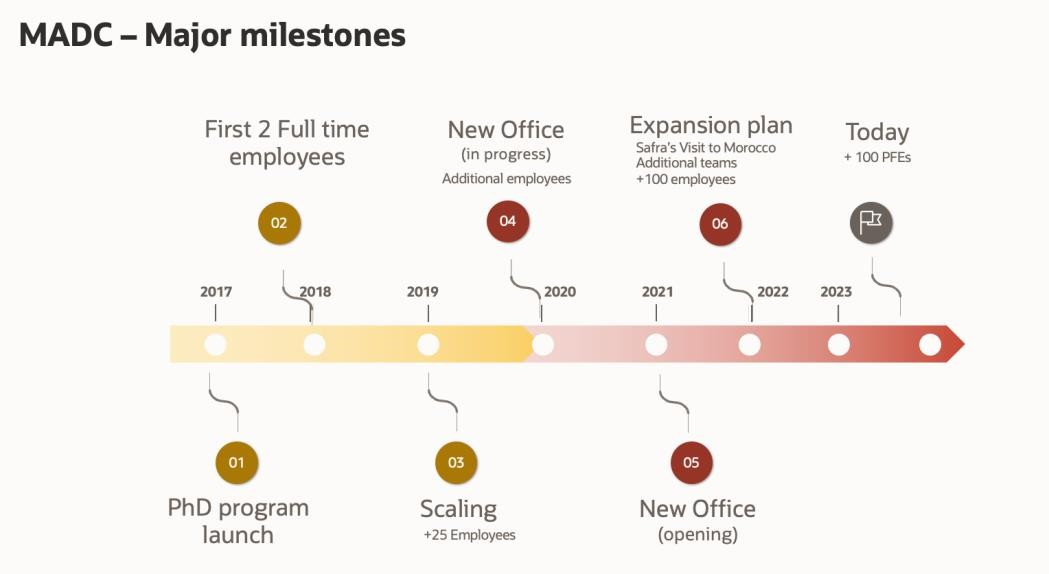 MADC – Major milestones
First 2 Full time
employees
New Office
(in progress)
Additional employees
Expansion plan
Safra's Visit to Morocco
Additional teams
+100 employees
Today
+ 100 PFEs
02
04
06
2017
2018
2019
2020
2021
2022
2023
01
03
05
PhD program
launch
Scaling
+25 Employees
New Office
(opening)